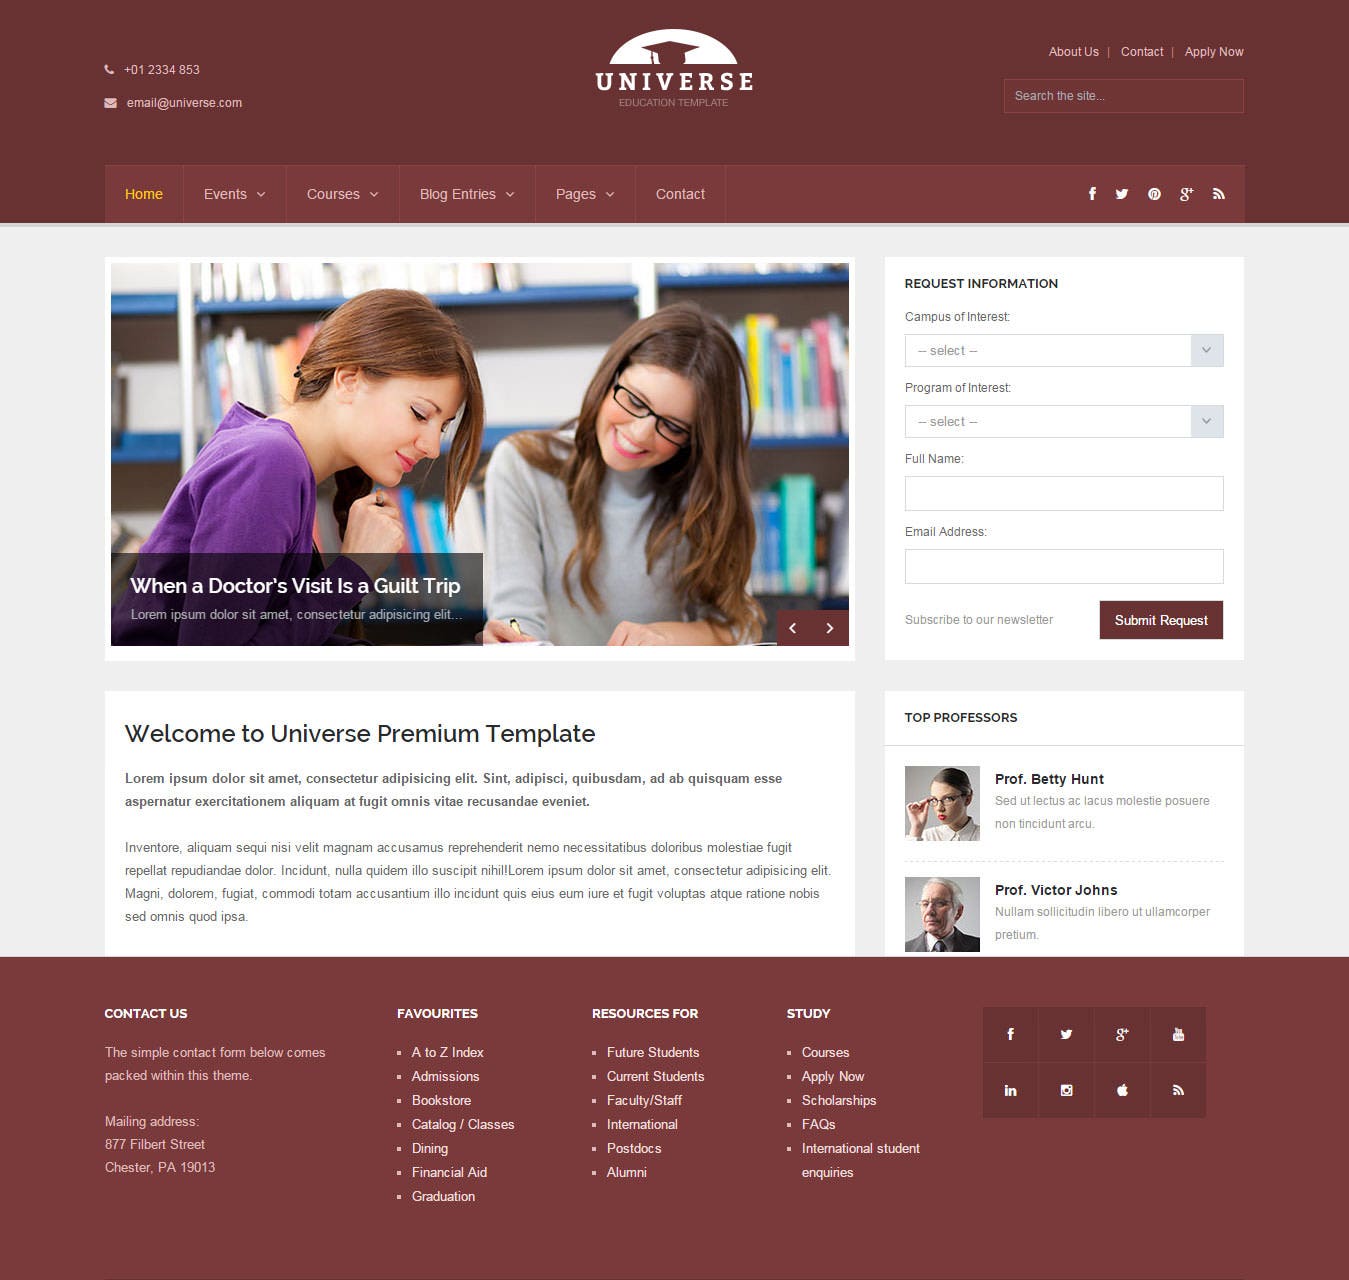 +01 2334 853
email@universe.com
UNIVERSE
EDUCATION TEMPLATE
About Us | Contact | Apply Now
Search the site...
Home Events Courses Blog Entries Pages Contact
When a Doctor's Visit Is a Guilt Trip
Lorem ipsum dolor sit amet, consectetur adipisicing elit...
REQUEST INFORMATION
Campus of Interest:
-- select --
Program of Interest:
-- select --
Full Name:
Email Address:
Subscribe to our newsletter
Submit Request
Welcome to Universe Premium Template
Lorem ipsum dolor sit amet, consectetur adipisicing elit. Sint, adipisci, quibusdam, ad ab quisquam esse
aspernatur exercitationem aliquam at fugit omnis vitae recusandae eveniet.
Inventore, aliquam sequi nisi velit magnam accusamus reprehenderit nemo necessitatibus doloribus molestiae fugit
repellat repudiandae dolor. Incidunt, nulla quidem illo suscipit nihil!Lorem ipsum dolor sit amet, consectetur adipisicing elit.
Magni, dolorem, fugiat, commodi totam accusantium illo incidunt quis eius eum iure et fugit voluptas atque ratione nobis
sed omnis quod ipsa.
TOP PROFESSORS
Prof. Betty Hunt
Sed ut lectus ac lacus molestie posuere
non tincidunt arcu.
Prof. Victor Johns
Nullam sollicitudin libero ut ullamcorper
pretium.
CONTACT US
The simple contact form below comes
packed within this theme.
Mailing address:
877 Filbert Street
Chester, PA 19013
FAVOURITES
A to Z Index
Admissions
Bookstore
Catalog / Classes
Dining
Financial Aid
Graduation
RESOURCES FOR
Future Students
Current Students
Faculty/Staff
International
Postdocs
Alumni
STUDY
Courses
Apply Now
Scholarships
FAQs
International student
enquiries